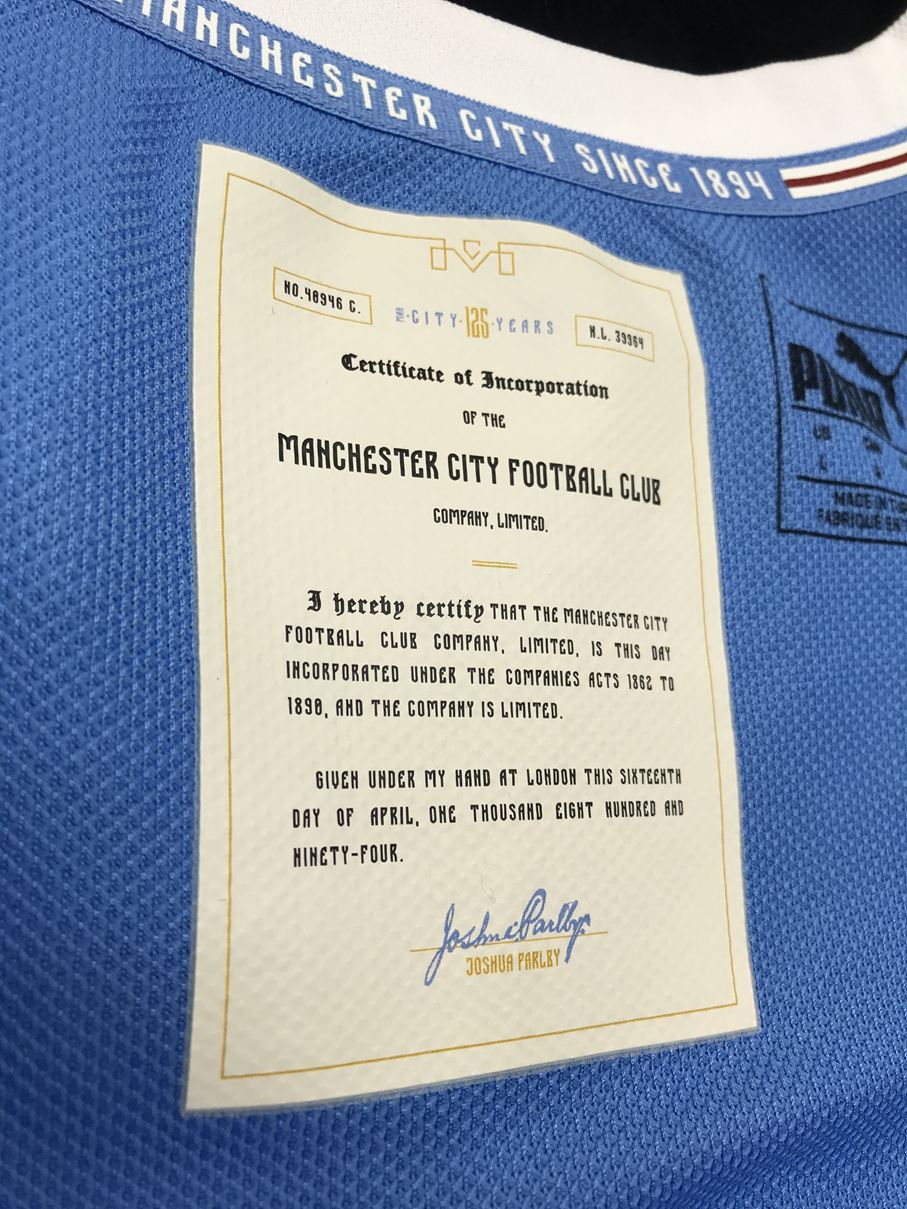 MANCHESTER CITY SINCE 1894
NO.40946 C.
THIS·CITY·125·YEARS
N.L. 39364
Certificate of Incorporation
OF THE
MANCHESTER CITY FOOTBALL CLUB
COMPANY, LIMITED.
I hereby certify THAT THE MANCHESTER CITY
FOOTBALL CLUB COMPANY, LIMITED, IS THIS DAY
INCORPORATED UNDER THE COMPANIES ACTS 1862 TO
1890, AND THE COMPANY IS LIMITED.
GIVEN UNDER MY HAND AT LONDON THIS SIXTEENTH
DAY OF APRIL, ONE THOUSAND EIGHT HUNDRED AND
NINETY-FOUR.
Joshua Parlby
JOSHUA PARLBY
PUMA
L L
MADE IN
FABRIQUÉ EN